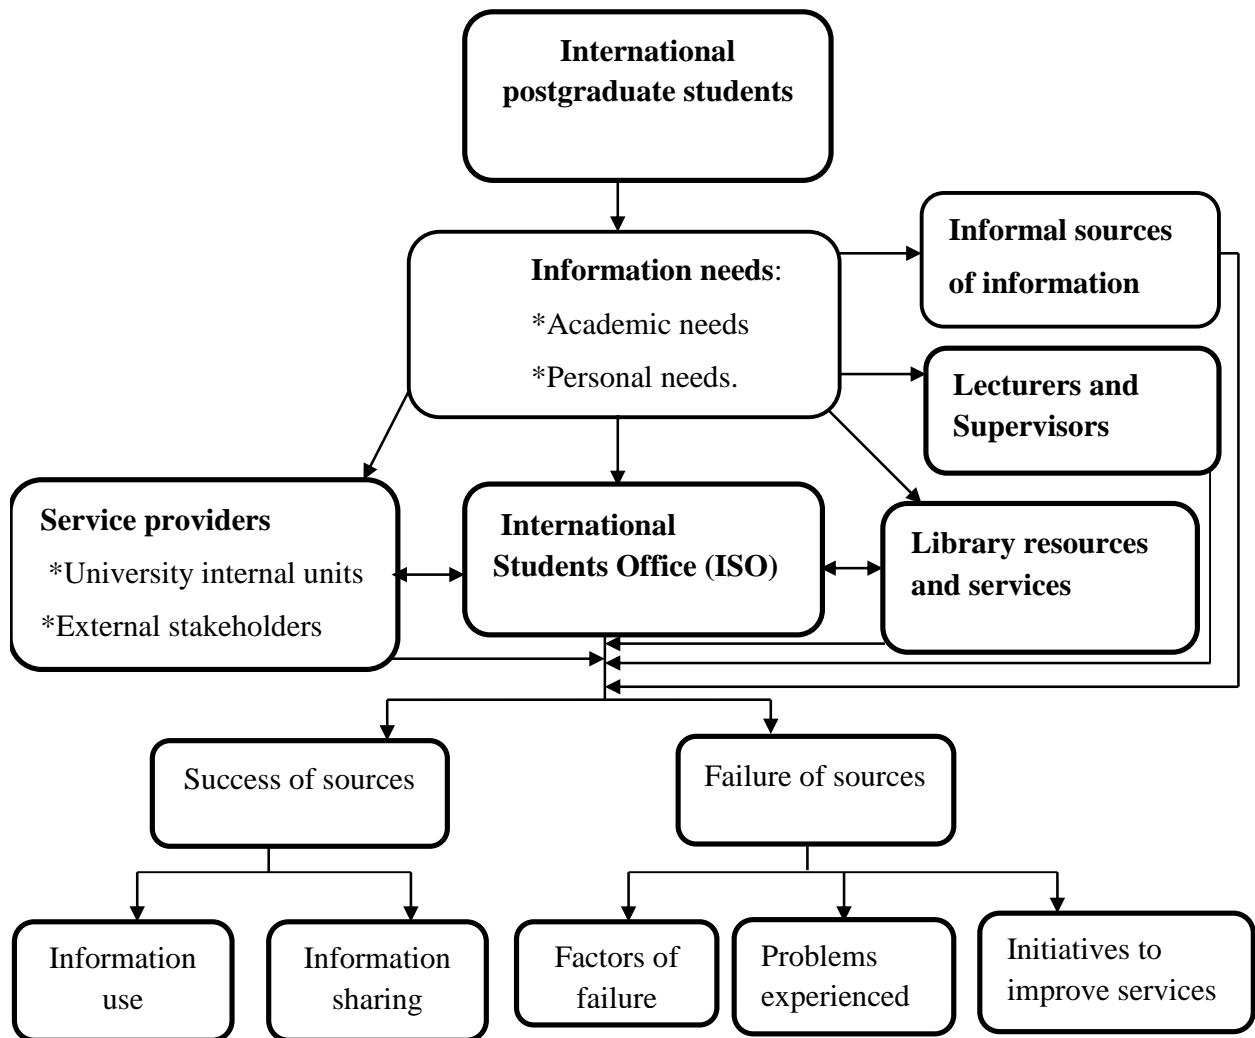 International
postgraduate students
Informal sources
of information
Information needs:
*Academic needs
*Personal needs.
Lecturers and
Supervisors
Service providers
*University internal units
*External stakeholders
International
Students Office (ISO)
Library resources
and services
Success of sources
Failure of sources
Information
use
Information
sharing
Factors of
failure
Problems
experienced
Initiatives to
improve services